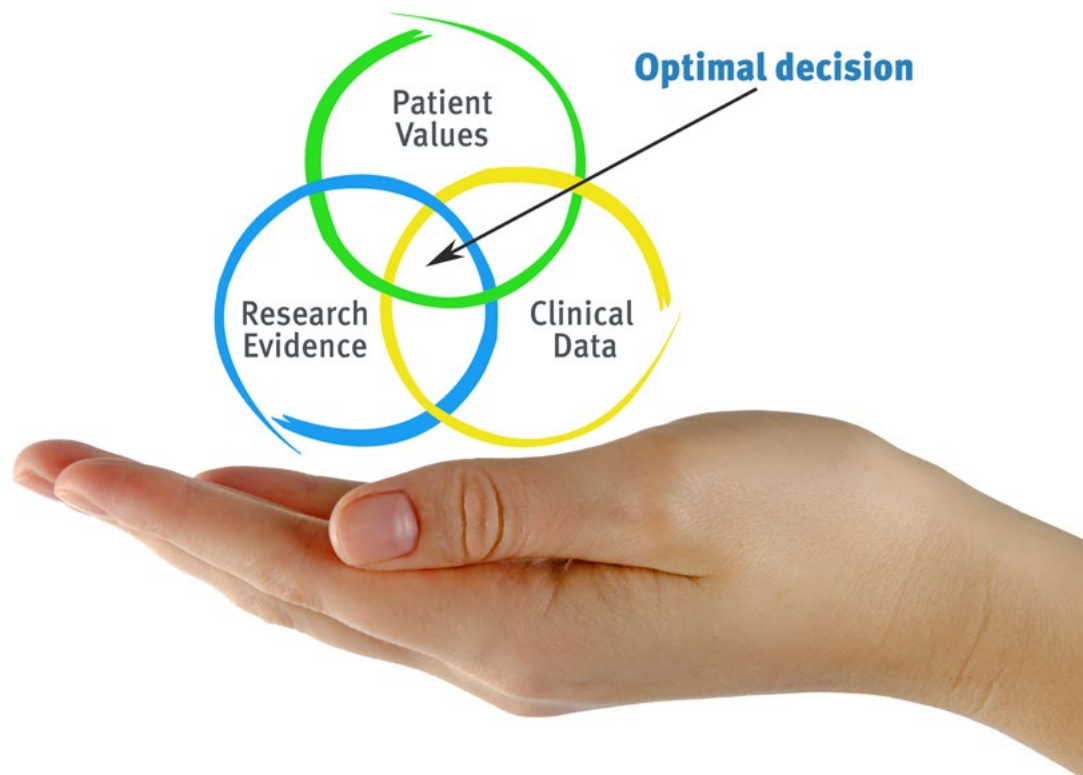 Optimal decision
Patient
Values
Research
Evidence
Clinical
Data